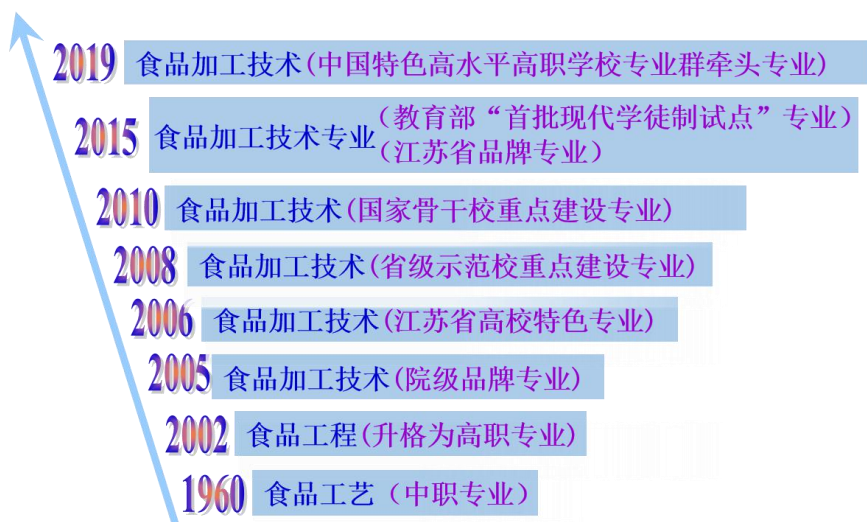 2019 食品加工技术(中国特色高水平高职学校专业群牵头专业)
2015 食品加工技术专业(教育部“首批现代学徒制试点”专业)
(江苏省品牌专业)
2010 食品加工技术(国家骨干校重点建设专业)
2008 食品加工技术(省级示范校重点建设专业)
2006 食品加工技术(江苏省高校特色专业)
2005 食品加工技术(院级品牌专业)
2002 食品工程(升格为高职专业)
1960 食品工艺（中职专业）